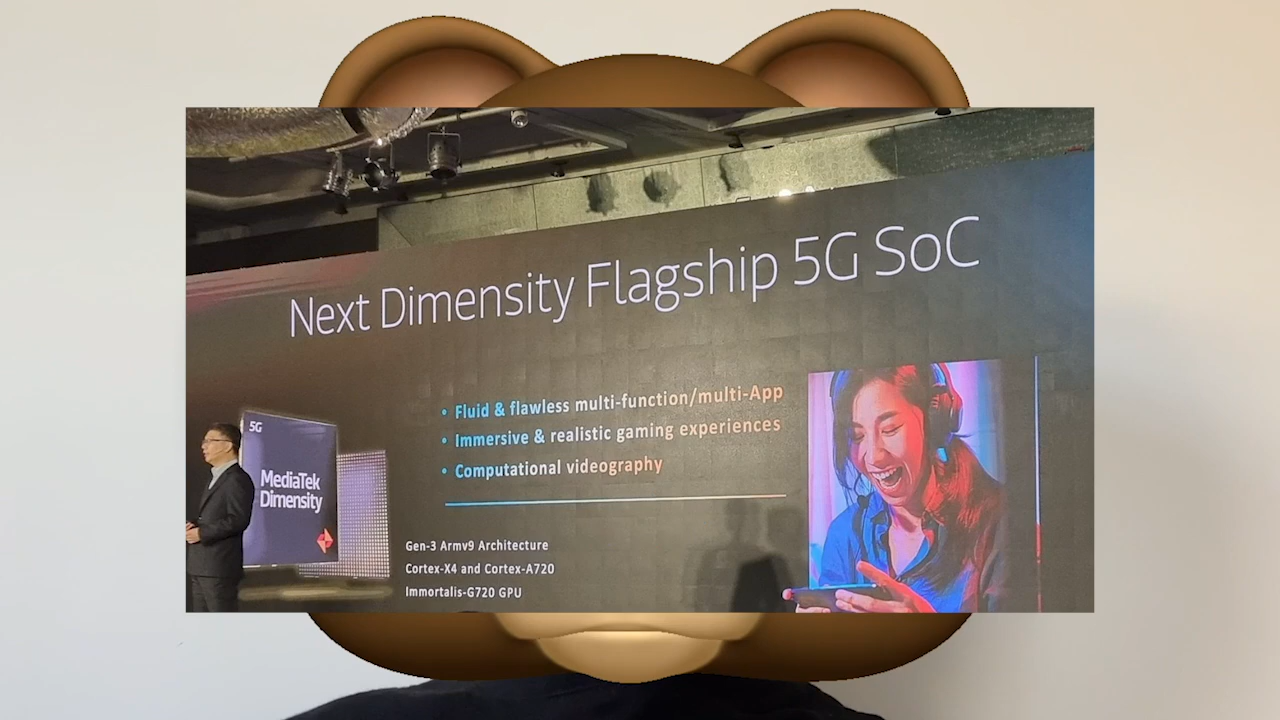 Next Dimensity Flagship 5G SoC
• Fluid & flawless multi-function/multi-App
• Immersive & realistic gaming experiences
• Computational videography
5G
MediaTek
Dimensity
Gen-3 Armv9 Architecture
Cortex-X4 and Cortex-A720
Immortalis-G720 GPU